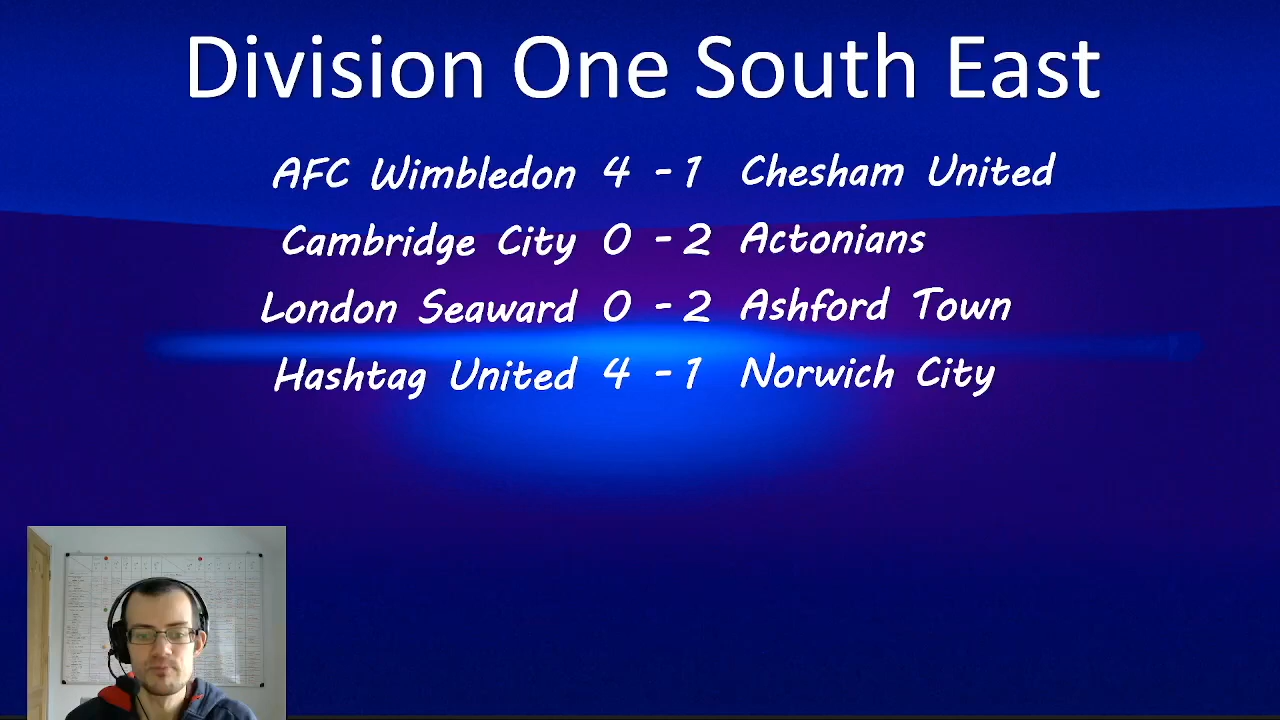 Division One South East
AFC Wimbledon 4 - 1 Chesham United
Cambridge City 0 - 2 Actonians
London Seaward 0 - 2 Ashford Town
Hashtag United 4 - 1 Norwich City